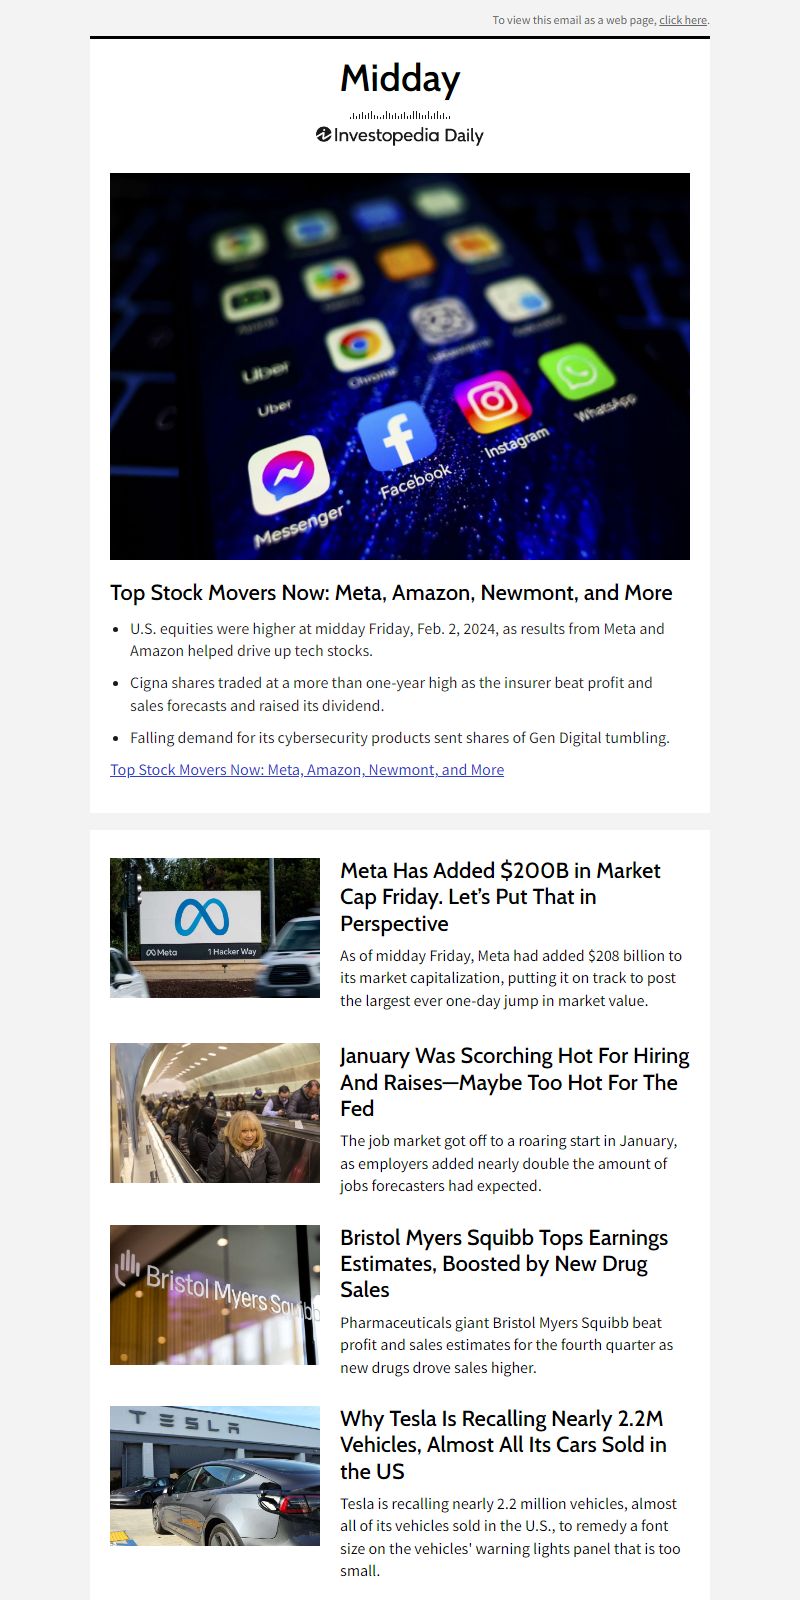 To view this email as a web page, click here.
Midday
Investopedia Daily
Uber
Uber
Chrome
WhatsApp
Instagram
Facebook
Messenger
Top Stock Movers Now: Meta, Amazon, Newmont, and More
• U.S. equities were higher at midday Friday, Feb. 2, 2024, as results from Meta and
Amazon helped drive up tech stocks.
• Cigna shares traded at a more than one-year high as the insurer beat profit and
sales forecasts and raised its dividend.
• Falling demand for its cybersecurity products sent shares of Gen Digital tumbling.
Top Stock Movers Now: Meta, Amazon, Newmont, and More
Meta 1 Hacker Way
Meta Has Added $200B in Market
Cap Friday. Let’s Put That in
Perspective
As of midday Friday, Meta had added $208 billion to
its market capitalization, putting it on track to post
the largest ever one-day jump in market value.
January Was Scorching Hot For Hiring
And Raises—Maybe Too Hot For The
Fed
The job market got off to a roaring start in January,
as employers added nearly double the amount of
jobs forecasters had expected.
Bristol Myers Squibb
Bristol Myers Squibb Tops Earnings
Estimates, Boosted by New Drug
Sales
Pharmaceuticals giant Bristol Myers Squibb beat
profit and sales estimates for the fourth quarter as
new drugs drove sales higher.
TESLA
Why Tesla Is Recalling Nearly 2.2M
Vehicles, Almost All Its Cars Sold in
the US
Tesla is recalling nearly 2.2 million vehicles, almost
all of its vehicles sold in the U.S., to remedy a font
size on the vehicles' warning lights panel that is too
small.